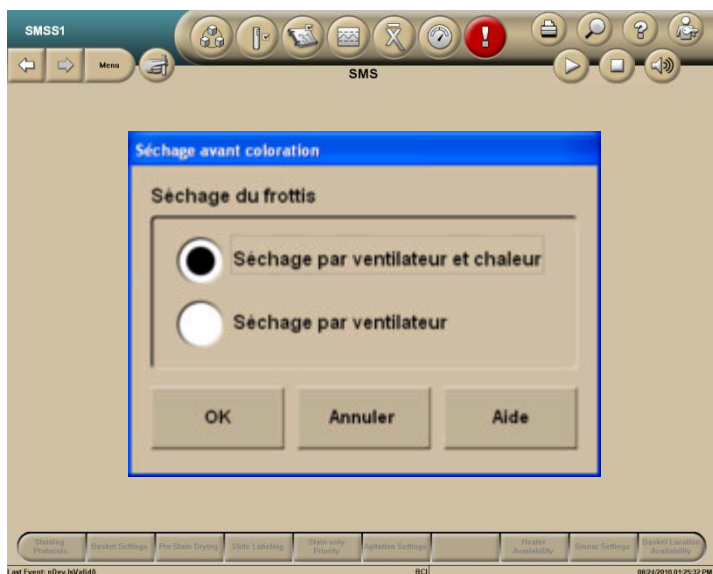 SMSS1
Menu
SMS
Séchage avant coloration
Séchage du frottis
Séchage par ventilateur et chaleur
Séchage par ventilateur
OK Annuler Aide
Staining Protocols
Basket Settings
Pre-Stain Drying
Slide Labeling
Stain only Priority
Agitation Settings
Heater Availability
Smear Settings
Basket Location Availability
Last Event: pDev.IsValid8 BCI 08/24/2010 01:25:32 PM